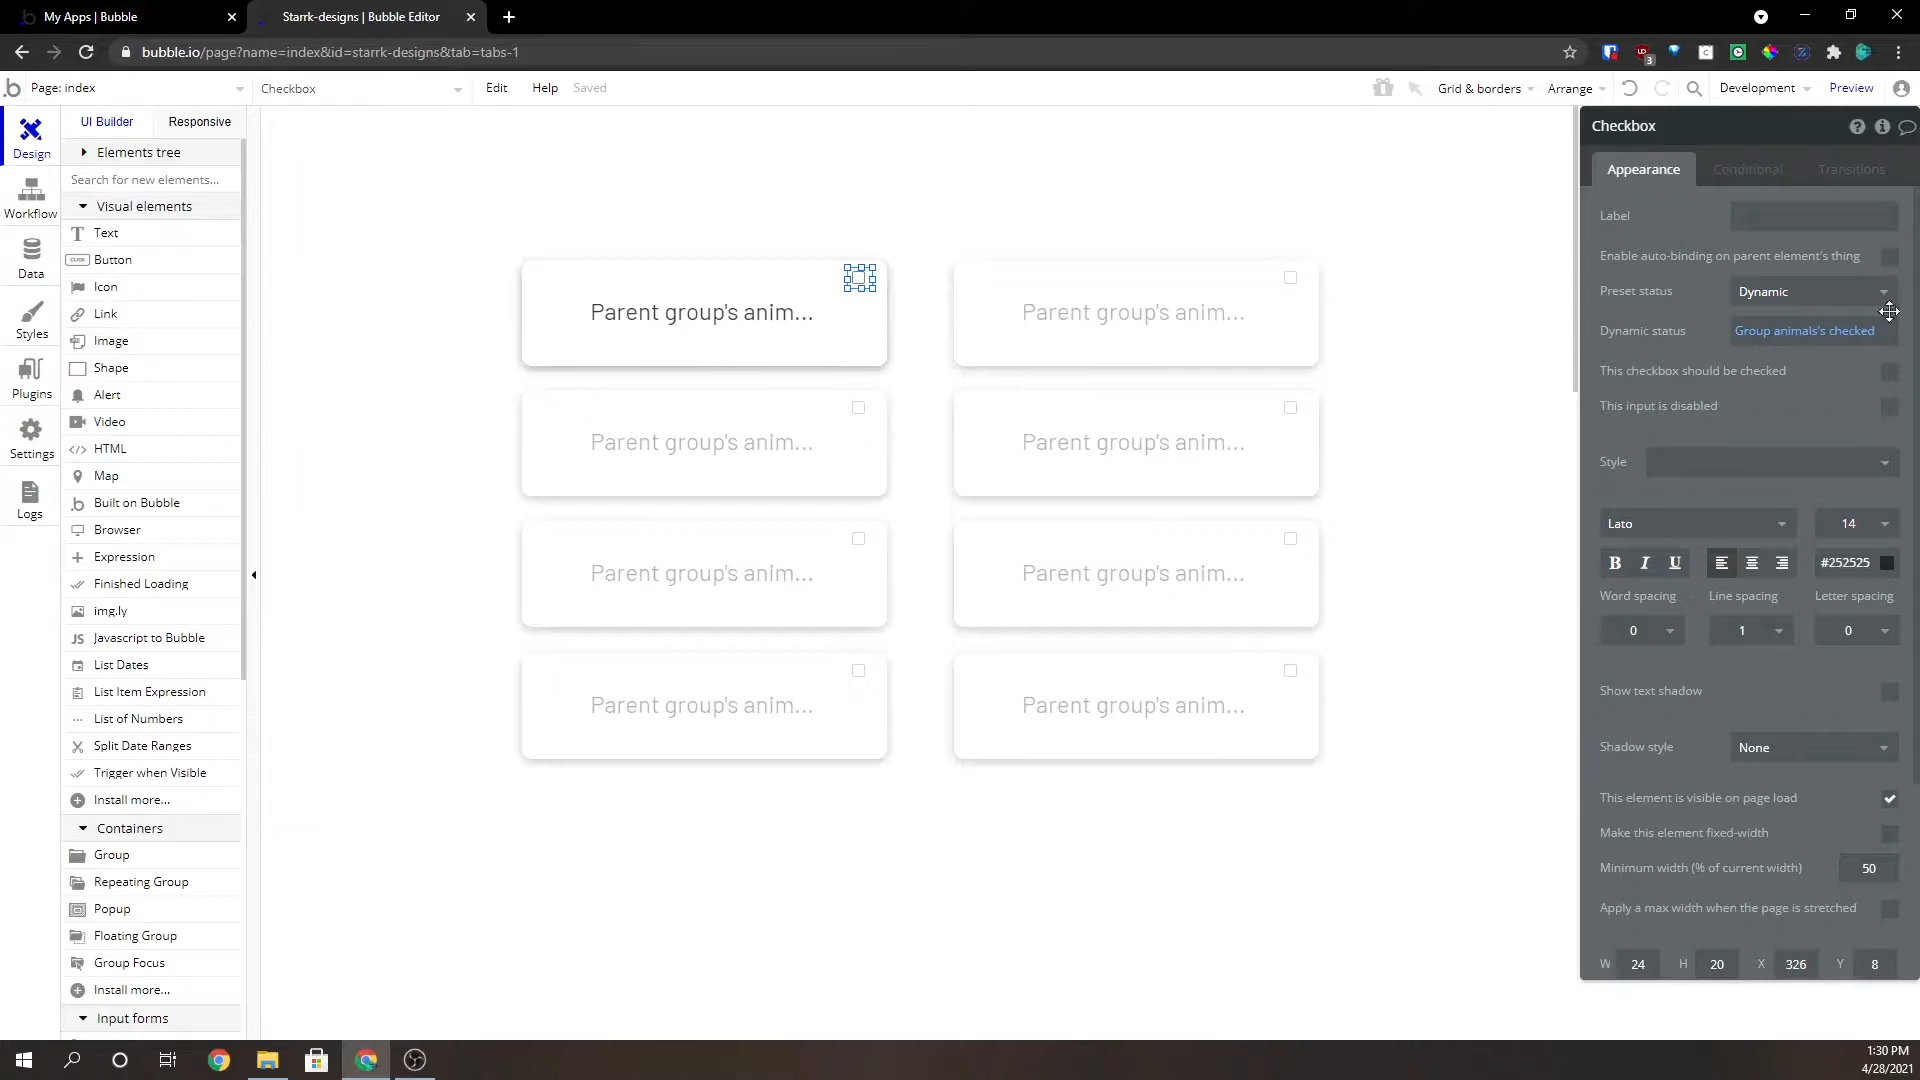 My Apps | Bubble
Starrk-designs | Bubble Editor
bubble.io/page?name=index&id=starrk-designs&tab=tabs-1
3
Page: index
Checkbox
Edit
Help
Saved
Grid & borders
Arrange
Development
Preview
Design
Workflow
Data
Styles
Plugins
Settings
Logs
UI Builder
Responsive
Elements tree
Search for new elements...
Visual elements
Text
CLICK Button
Icon
Link
Image
Shape
Alert
Video
HTML
Map
Built on Bubble
Browser
Expression
Finished Loading
img.ly
JS Javascript to Bubble
List Dates
List Item Expression
List of Numbers
Split Date Ranges
Trigger when Visible
Install more...
Containers
Group
Repeating Group
Popup
Floating Group
Group Focus
Install more...
Input forms
Parent group's anim...
Parent group's anim...
Parent group's anim...
Parent group's anim...
Parent group's anim...
Parent group's anim...
Parent group's anim...
Parent group's anim...
Checkbox
Appearance
Conditional
Transitions
Label
Enable auto-binding on parent element's thing
Preset status
Dynamic
Dynamic status
Group animals's checked
This checkbox should be checked
This input is disabled
Style
Lato
14
B I U
#252525
Word spacing
Line spacing
Letter spacing
0
1
0
Show text shadow
Shadow style
None
This element is visible on page load
Make this element fixed-width
Minimum width (% of current width)
50
Apply a max width when the page is stretched
W 24 H 20 X 326 Y 8
1:30 PM
4/28/2021